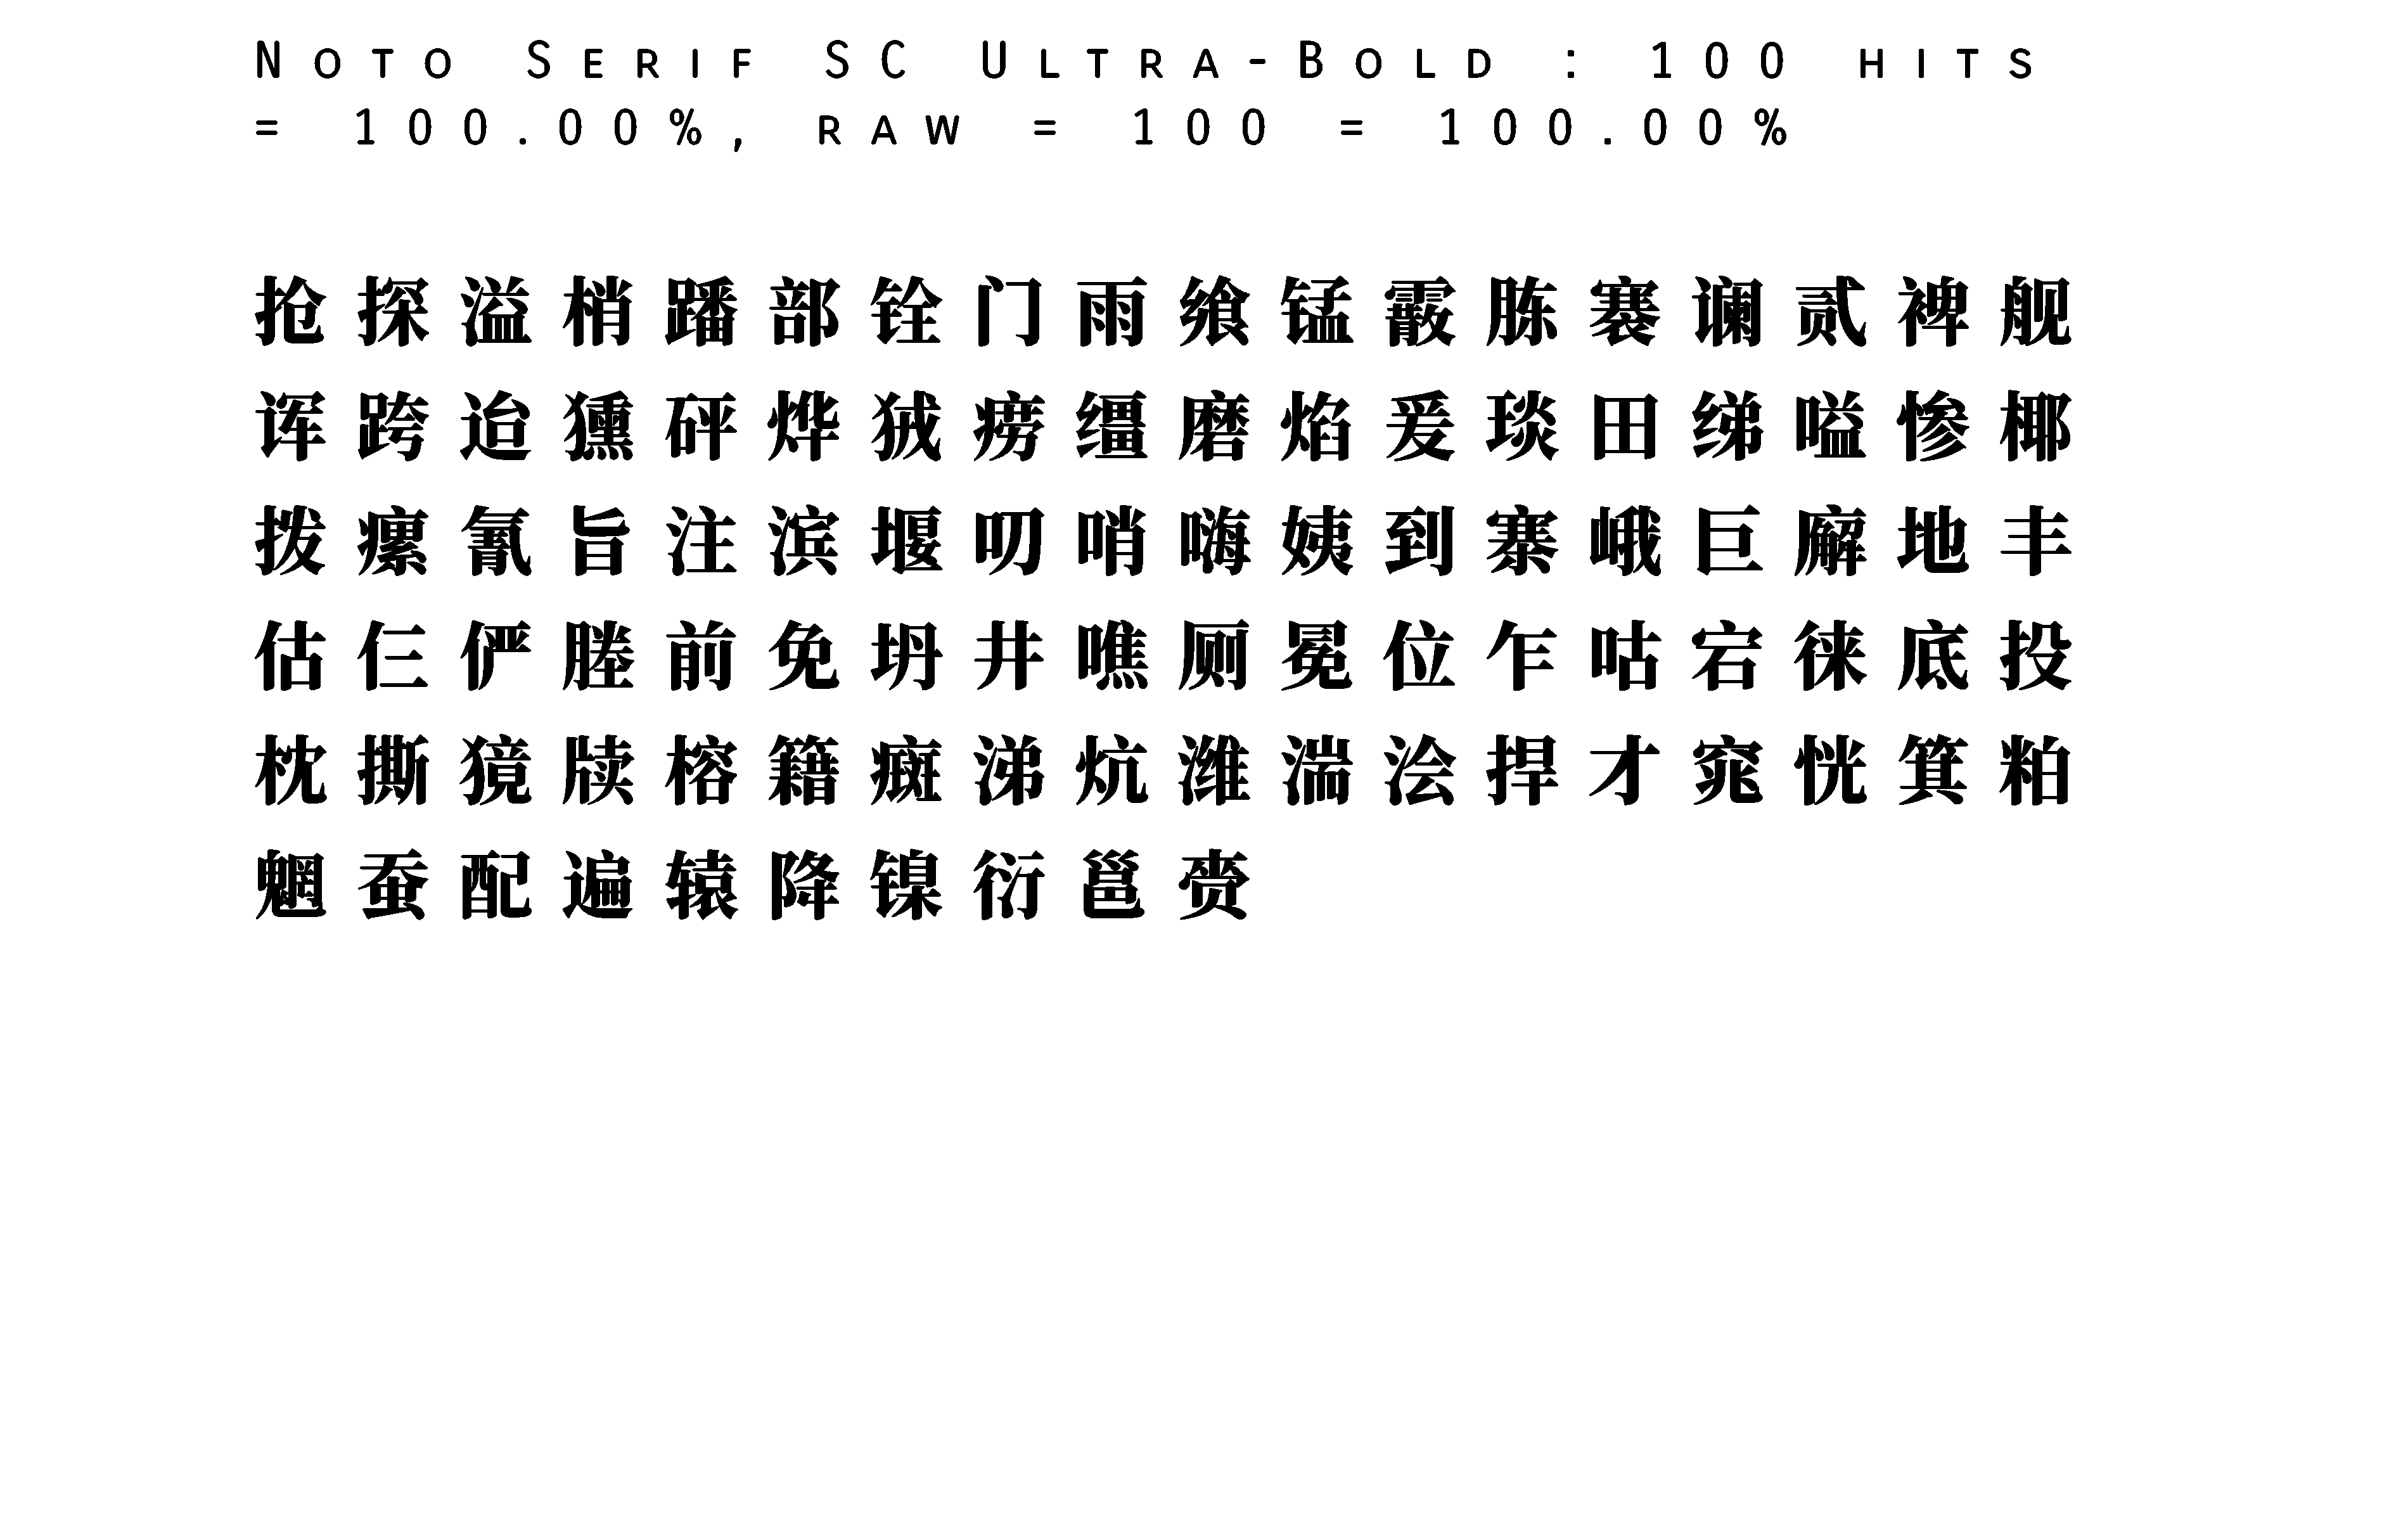 Noto Serif SC Ultra-Bold : 100 hits
= 100.00%, raw = 100 = 100.00%
抢探溢梢蹯部铨门雨飨锰霰胨褰谰贰裨舰
诨跨迨獯砰烨狨痨缰磨焰爰琰田绨嗌惨椰
拨瘰氰旨注滨堰叨哨嗨姨到寨峨巨廨地丰
估仨俨塍前免坍井噍厕冕位乍咕宕徕底投
枕撕獍牍榕籍斑涕炕潍湍浍捍才窕恍箕粕
魍蚕配遍辕降镍衍邕赍